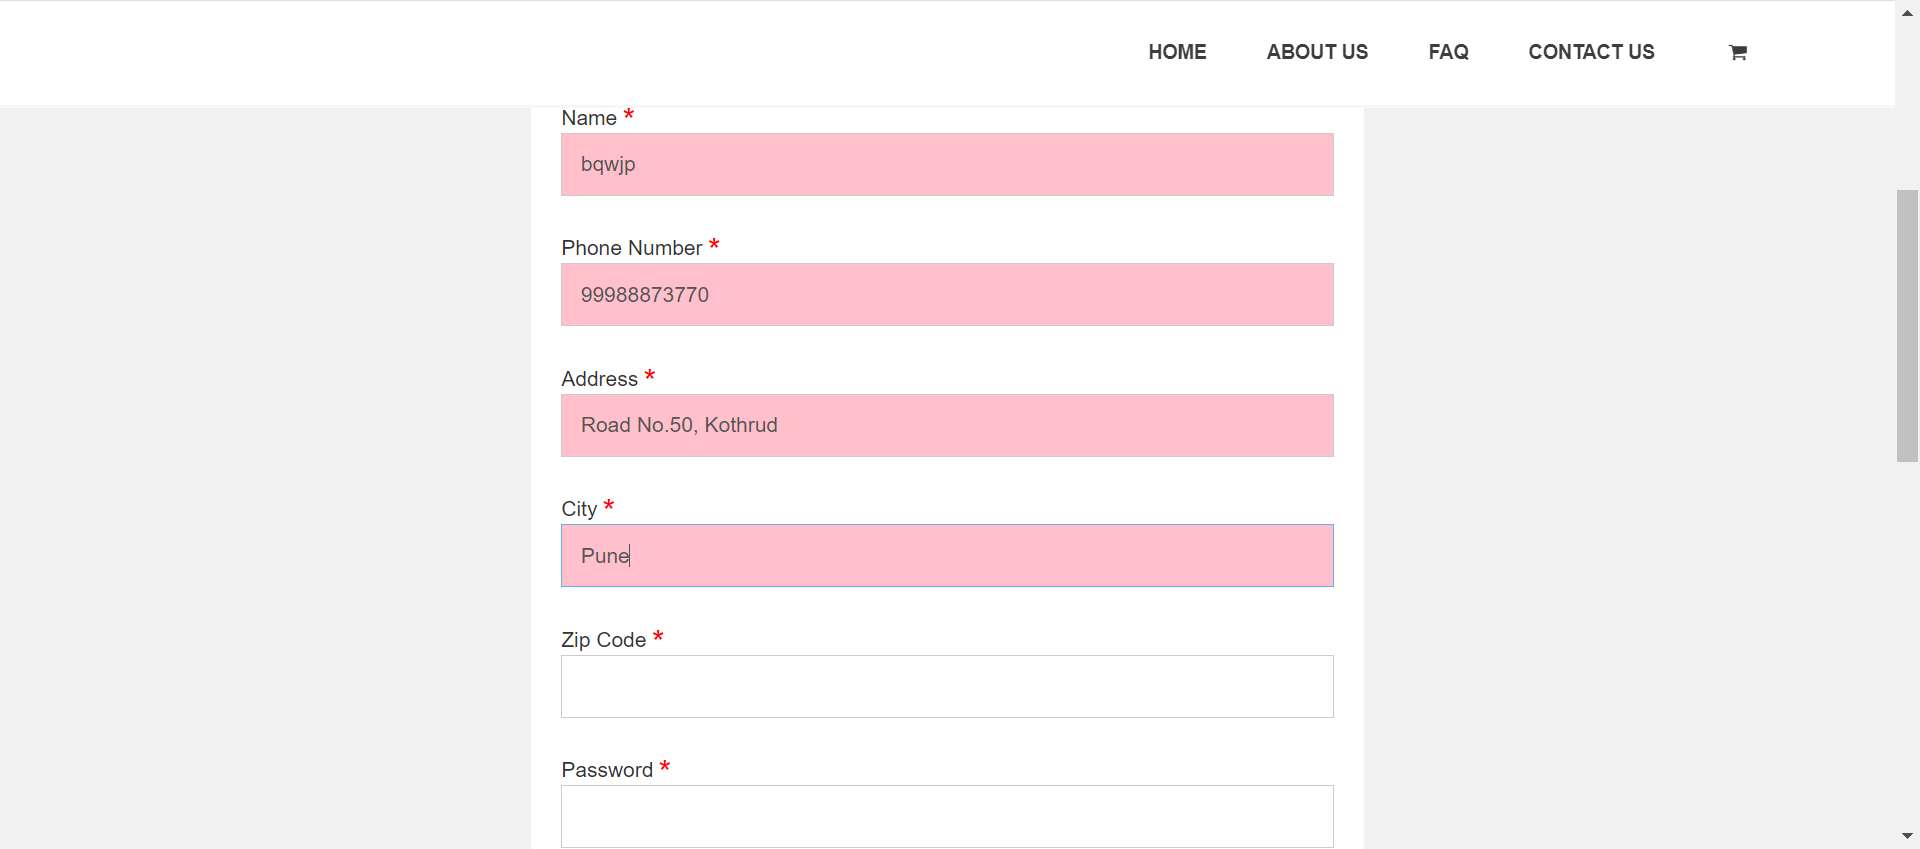 HOME ABOUT US FAQ CONTACT US
Name *
bqwjp
Phone Number *
99988873770
Address *
Road No.50, Kothrud
City *
Pune
Zip Code *
Password *